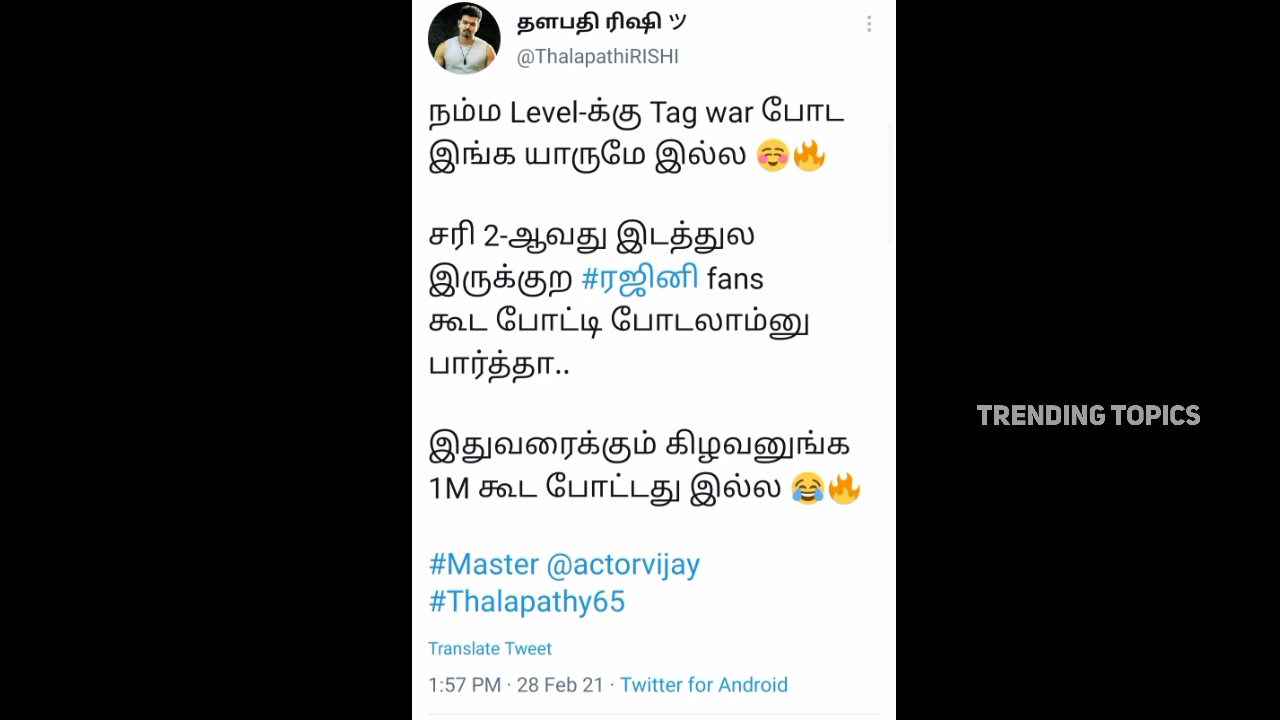 தளபதி ரிஷி ツ
@ThalapathiRISHI
நம்ம Level-க்கு Tag war போட
இங்க யாருமே இல்ல ☺️🔥
சரி 2-ஆவது இடத்துல
இருக்குற #ரஜினி fans
கூட போட்டி போடலாம்னு
பார்த்தா..
இதுவரைக்கும் கிழவனுங்க
1M கூட போட்டது இல்ல 😂🔥
#Master @actorvijay
#Thalapathy65
Translate Tweet
1:57 PM · 28 Feb 21 · Twitter for Android
TRENDING TOPICS